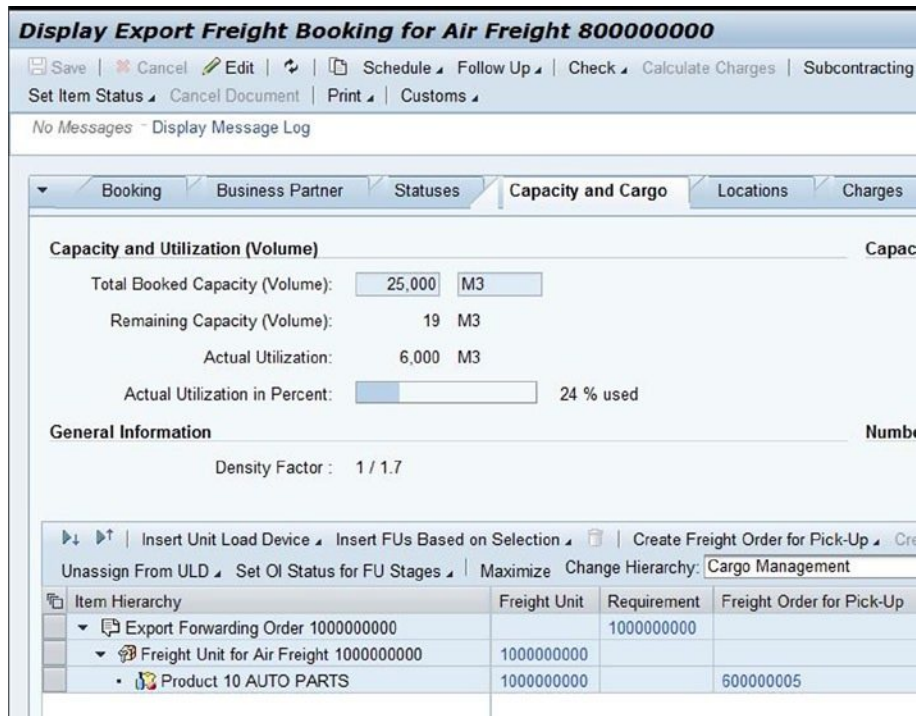 Display Export Freight Booking for Air Freight 800000000
Save | Cancel Edit | Schedule Follow Up | Check Calculate Charges | Subcontracting
Set Item Status Cancel Document | Print | Customs
No Messages - Display Message Log
Booking Business Partner Statuses Capacity and Cargo Locations Charges
Capacity and Utilization (Volume) Capac
Total Booked Capacity (Volume): 25,000 M3
Remaining Capacity (Volume): 19 M3
Actual Utilization: 6,000 M3
Actual Utilization in Percent: 24 % used
General Information Numbe
Density Factor : 1 / 1.7
Insert Unit Load Device Insert FUs Based on Selection | Create Freight Order for Pick-Up Cre
Unassign From ULD Set OI Status for FU Stages | Maximize Change Hierarchy: Cargo Management
Item Hierarchy Freight Unit Requirement Freight Order for Pick-Up
Export Forwarding Order 1000000000 1000000000
Freight Unit for Air Freight 1000000000 1000000000
Product 10 AUTO PARTS 1000000000 600000005